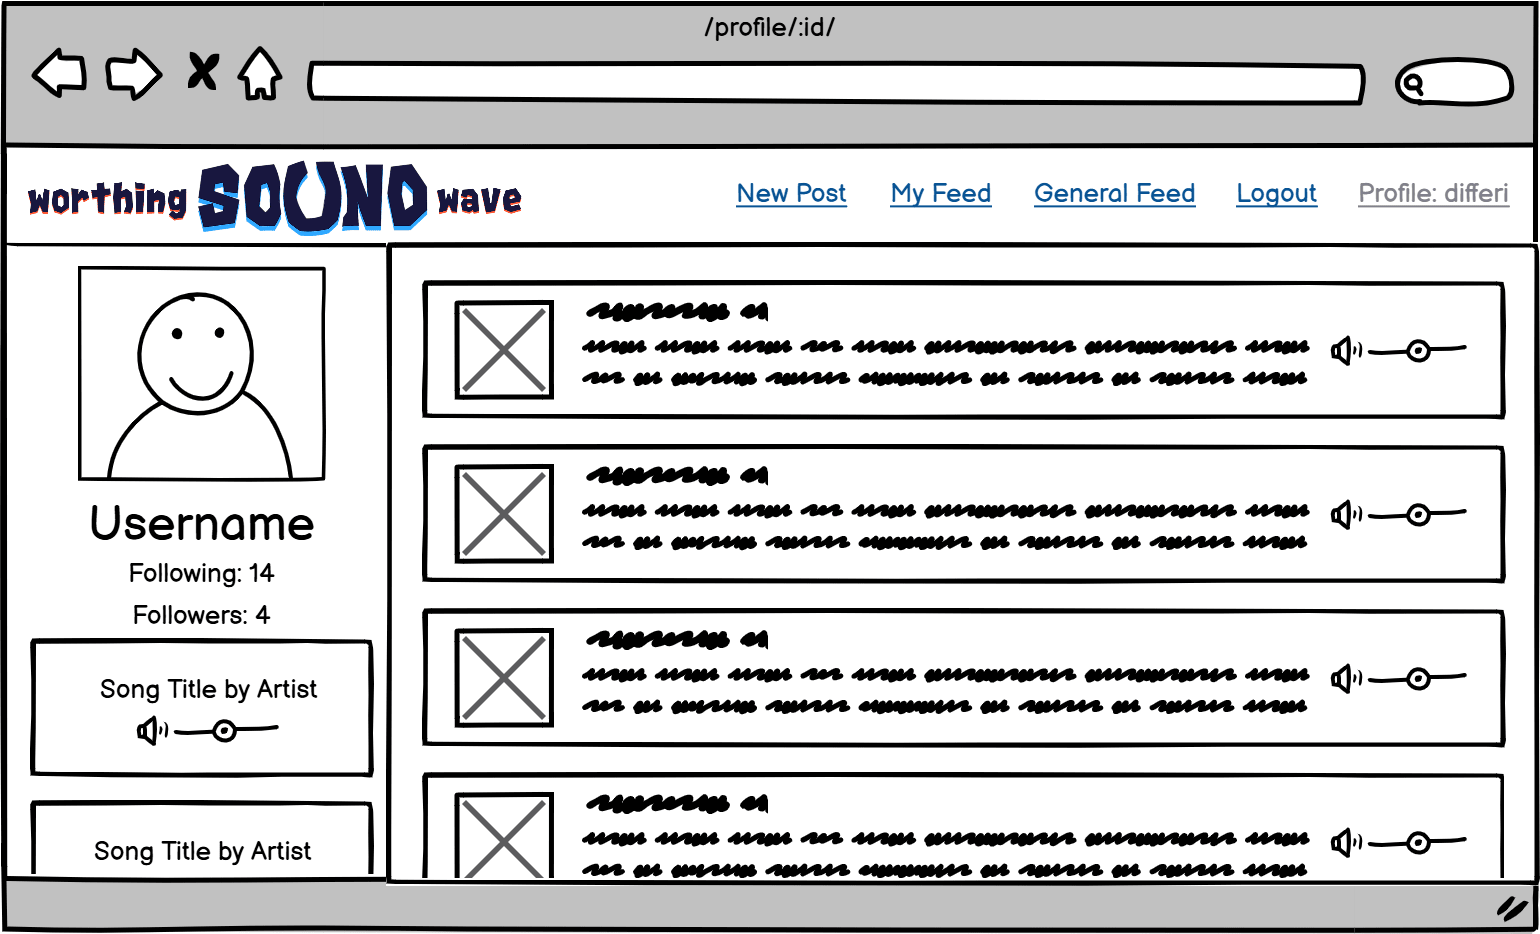 /profile/:id/
worthing SOUND wave
New Post My Feed General Feed Logout Profile: differi
Username
Following: 14
Followers: 4
Song Title by Artist
Song Title by Artist